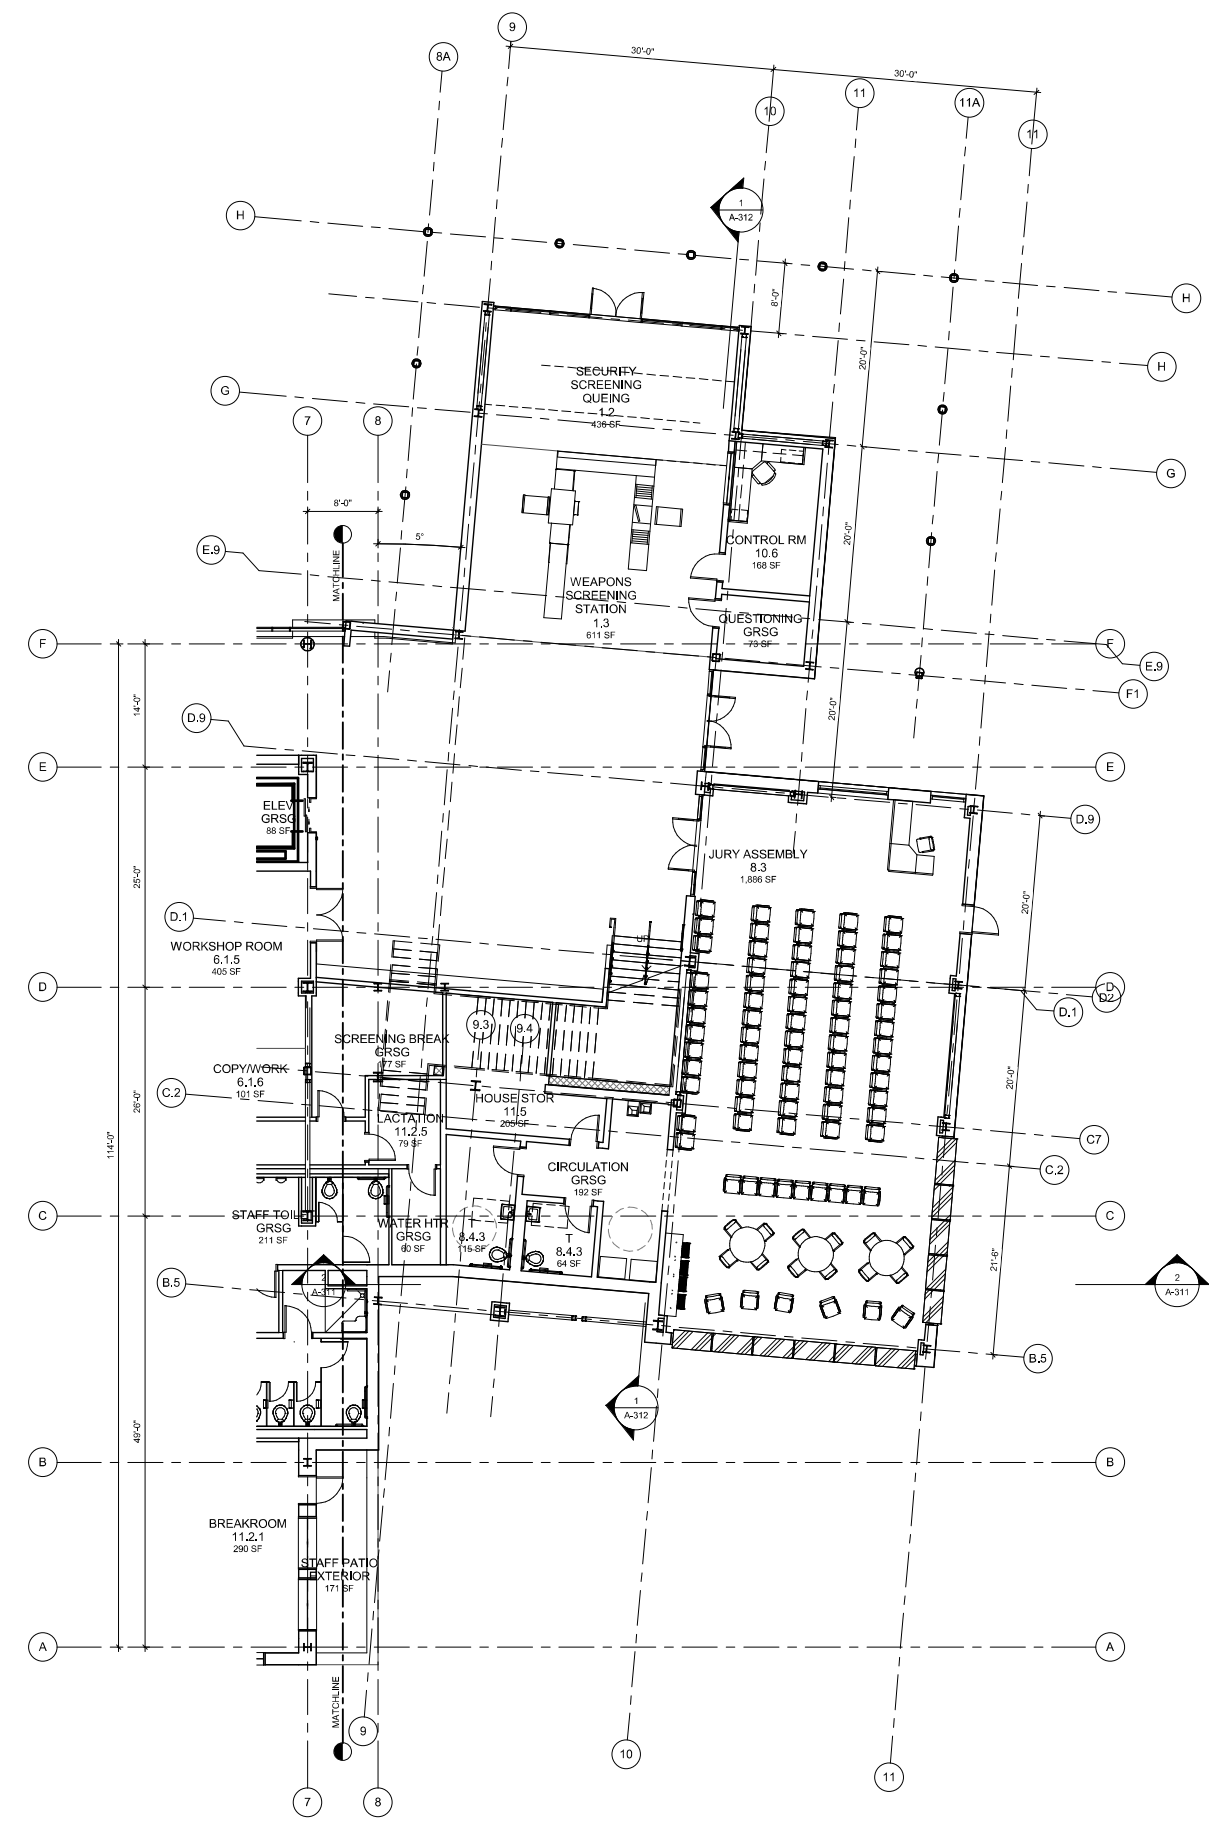 9
8A
30'-0"
30'-0"
10
11
11A
11
1
A-312
H
H
8'-0"
20'-0"
H
G
7
8
SECURITY
SCREENING
QUEING
1.2
436 SF
G
8'-0"
5°
MATCHLINE
E.9
CONTROL RM
10.6
168 SF
20'-0"
WEAPONS
SCREENING
STATION
1.3
611 SF
QUESTIONING
GRSG
73 SF
F
F
E.9
F1
14'-0"
D.9
20'-0"
E
E
ELEV
GRSG
88 SF
D.9
JURY ASSEMBLY
8.3
1,886 SF
25'-0"
20'-0"
D.1
UP
WORKSHOP ROOM
6.1.5
405 SF
D
D
D2
D.1
9.3
9.4
SCREENING BREAK
GRSG
77 SF
COPY/WORK
6.1.6
101 SF
20'-0"
C.2
26'-0"
HOUSE STOR
11.5
205 SF
LACTATION
11.2.5
79 SF
114'-0"
C7
CIRCULATION
GRSG
192 SF
C.2
C
STAFF TOIL
GRSG
211 SF
WATER HTR
GRSG
60 SF
8.4.3
115 SF
T
8.4.3
64 SF
C
21'-6"
B.5
2
A-311
2
A-311
B.5
1
A-312
49'-0"
B
B
BREAKROOM
11.2.1
290 SF
STAFF PATIO
EXTERIOR
171 SF
A
A
MATCHLINE
9
10
11
7
8